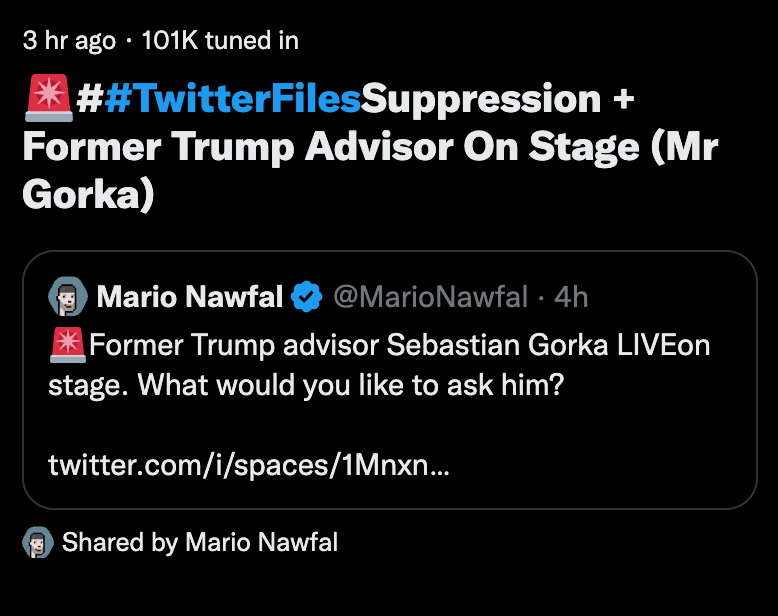 3 hr ago · 101K tuned in
🚨##TwitterFilesSuppression +
Former Trump Advisor On Stage (Mr
Gorka)
Mario Nawfal @MarioNawfal · 4h
🚨Former Trump advisor Sebastian Gorka LIVEon
stage. What would you like to ask him?
twitter.com/i/spaces/1Mnxn…
Shared by Mario Nawfal